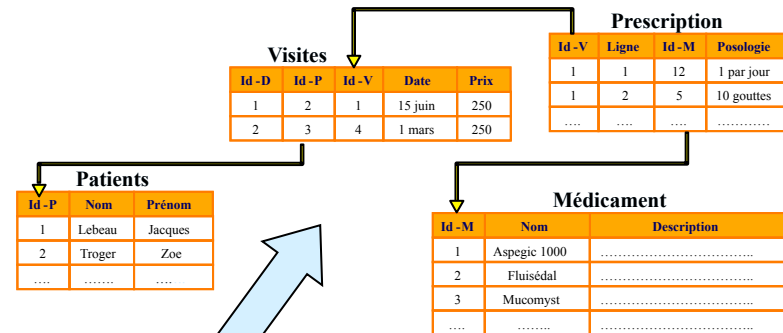 Prescription
Id -V Ligne Id -M Posologie
1 1 12 1 par jour
1 2 5 10 gouttes
…. …. …. …………
Visites
Id -D Id -P Id -V Date Prix
1 2 1 15 juin 250
2 3 4 1 mars 250
Patients
Id -P Nom Prénom
1 Lebeau Jacques
2 Troger Zoe
…. ……. ….
Médicament
Id -M Nom Description
1 Aspegic 1000 ……………………………..
2 Fluisédal ……………………………..
3 Mucomyst ……………………………..
…. …….. ……………………………..